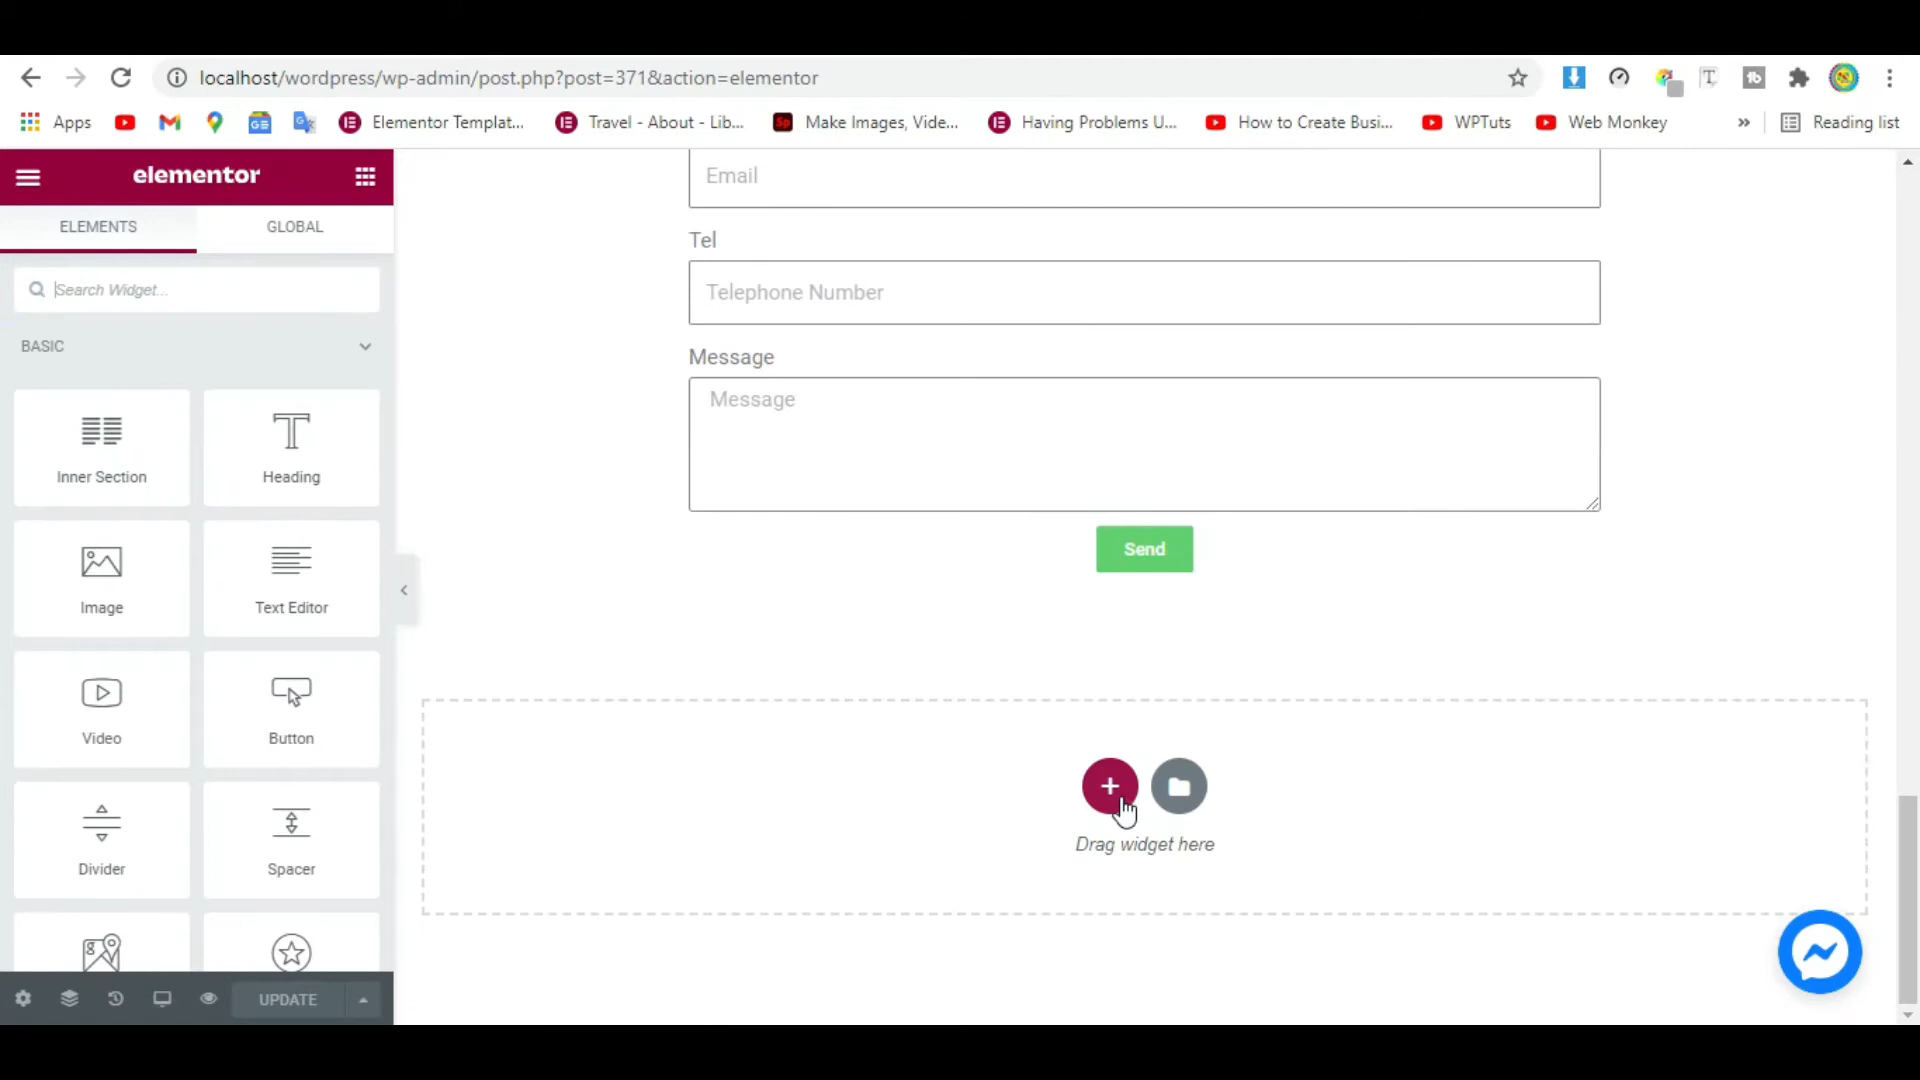 localhost/wordpress/wp-admin/post.php?post=371&action=elementor
Apps
Elementor Templat...
Travel - About - Lib...
Make Images, Vide...
Having Problems U...
How to Create Busi...
WPTuts
Web Monkey
»
Reading list
elementor
ELEMENTS
GLOBAL
Search Widget...
BASIC
Inner Section
Heading
Image
Text Editor
Video
Button
Divider
Spacer
UPDATE
Email
Tel
Telephone Number
Message
Message
Send
Drag widget here